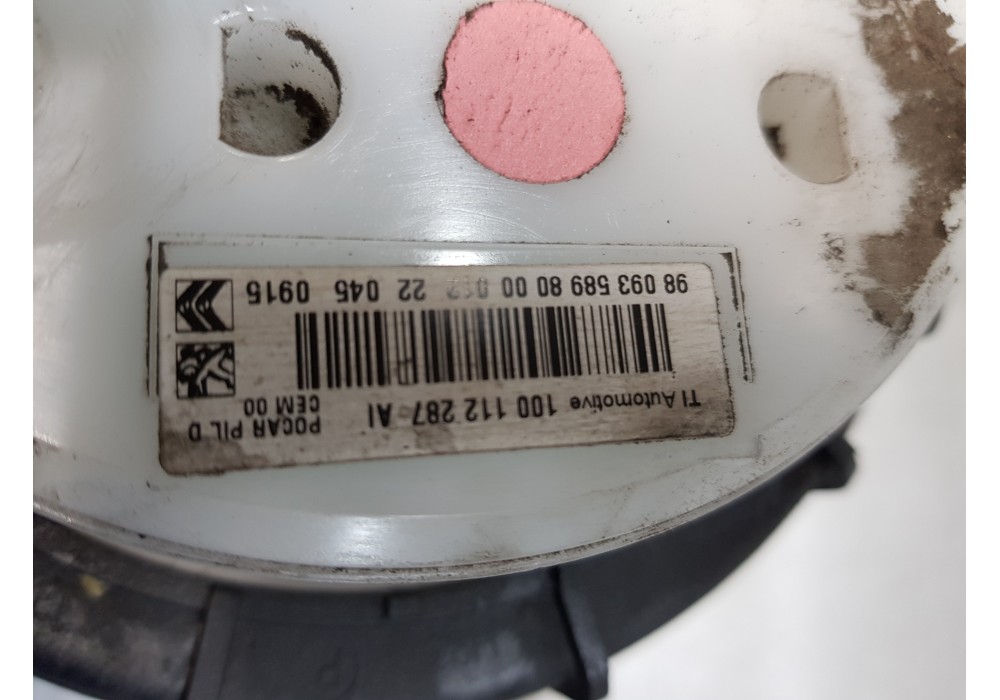 TI Automotive 100 112 287 AI POCAR PIL D
CEM 00
98 093 589 80 00 22 045 0915